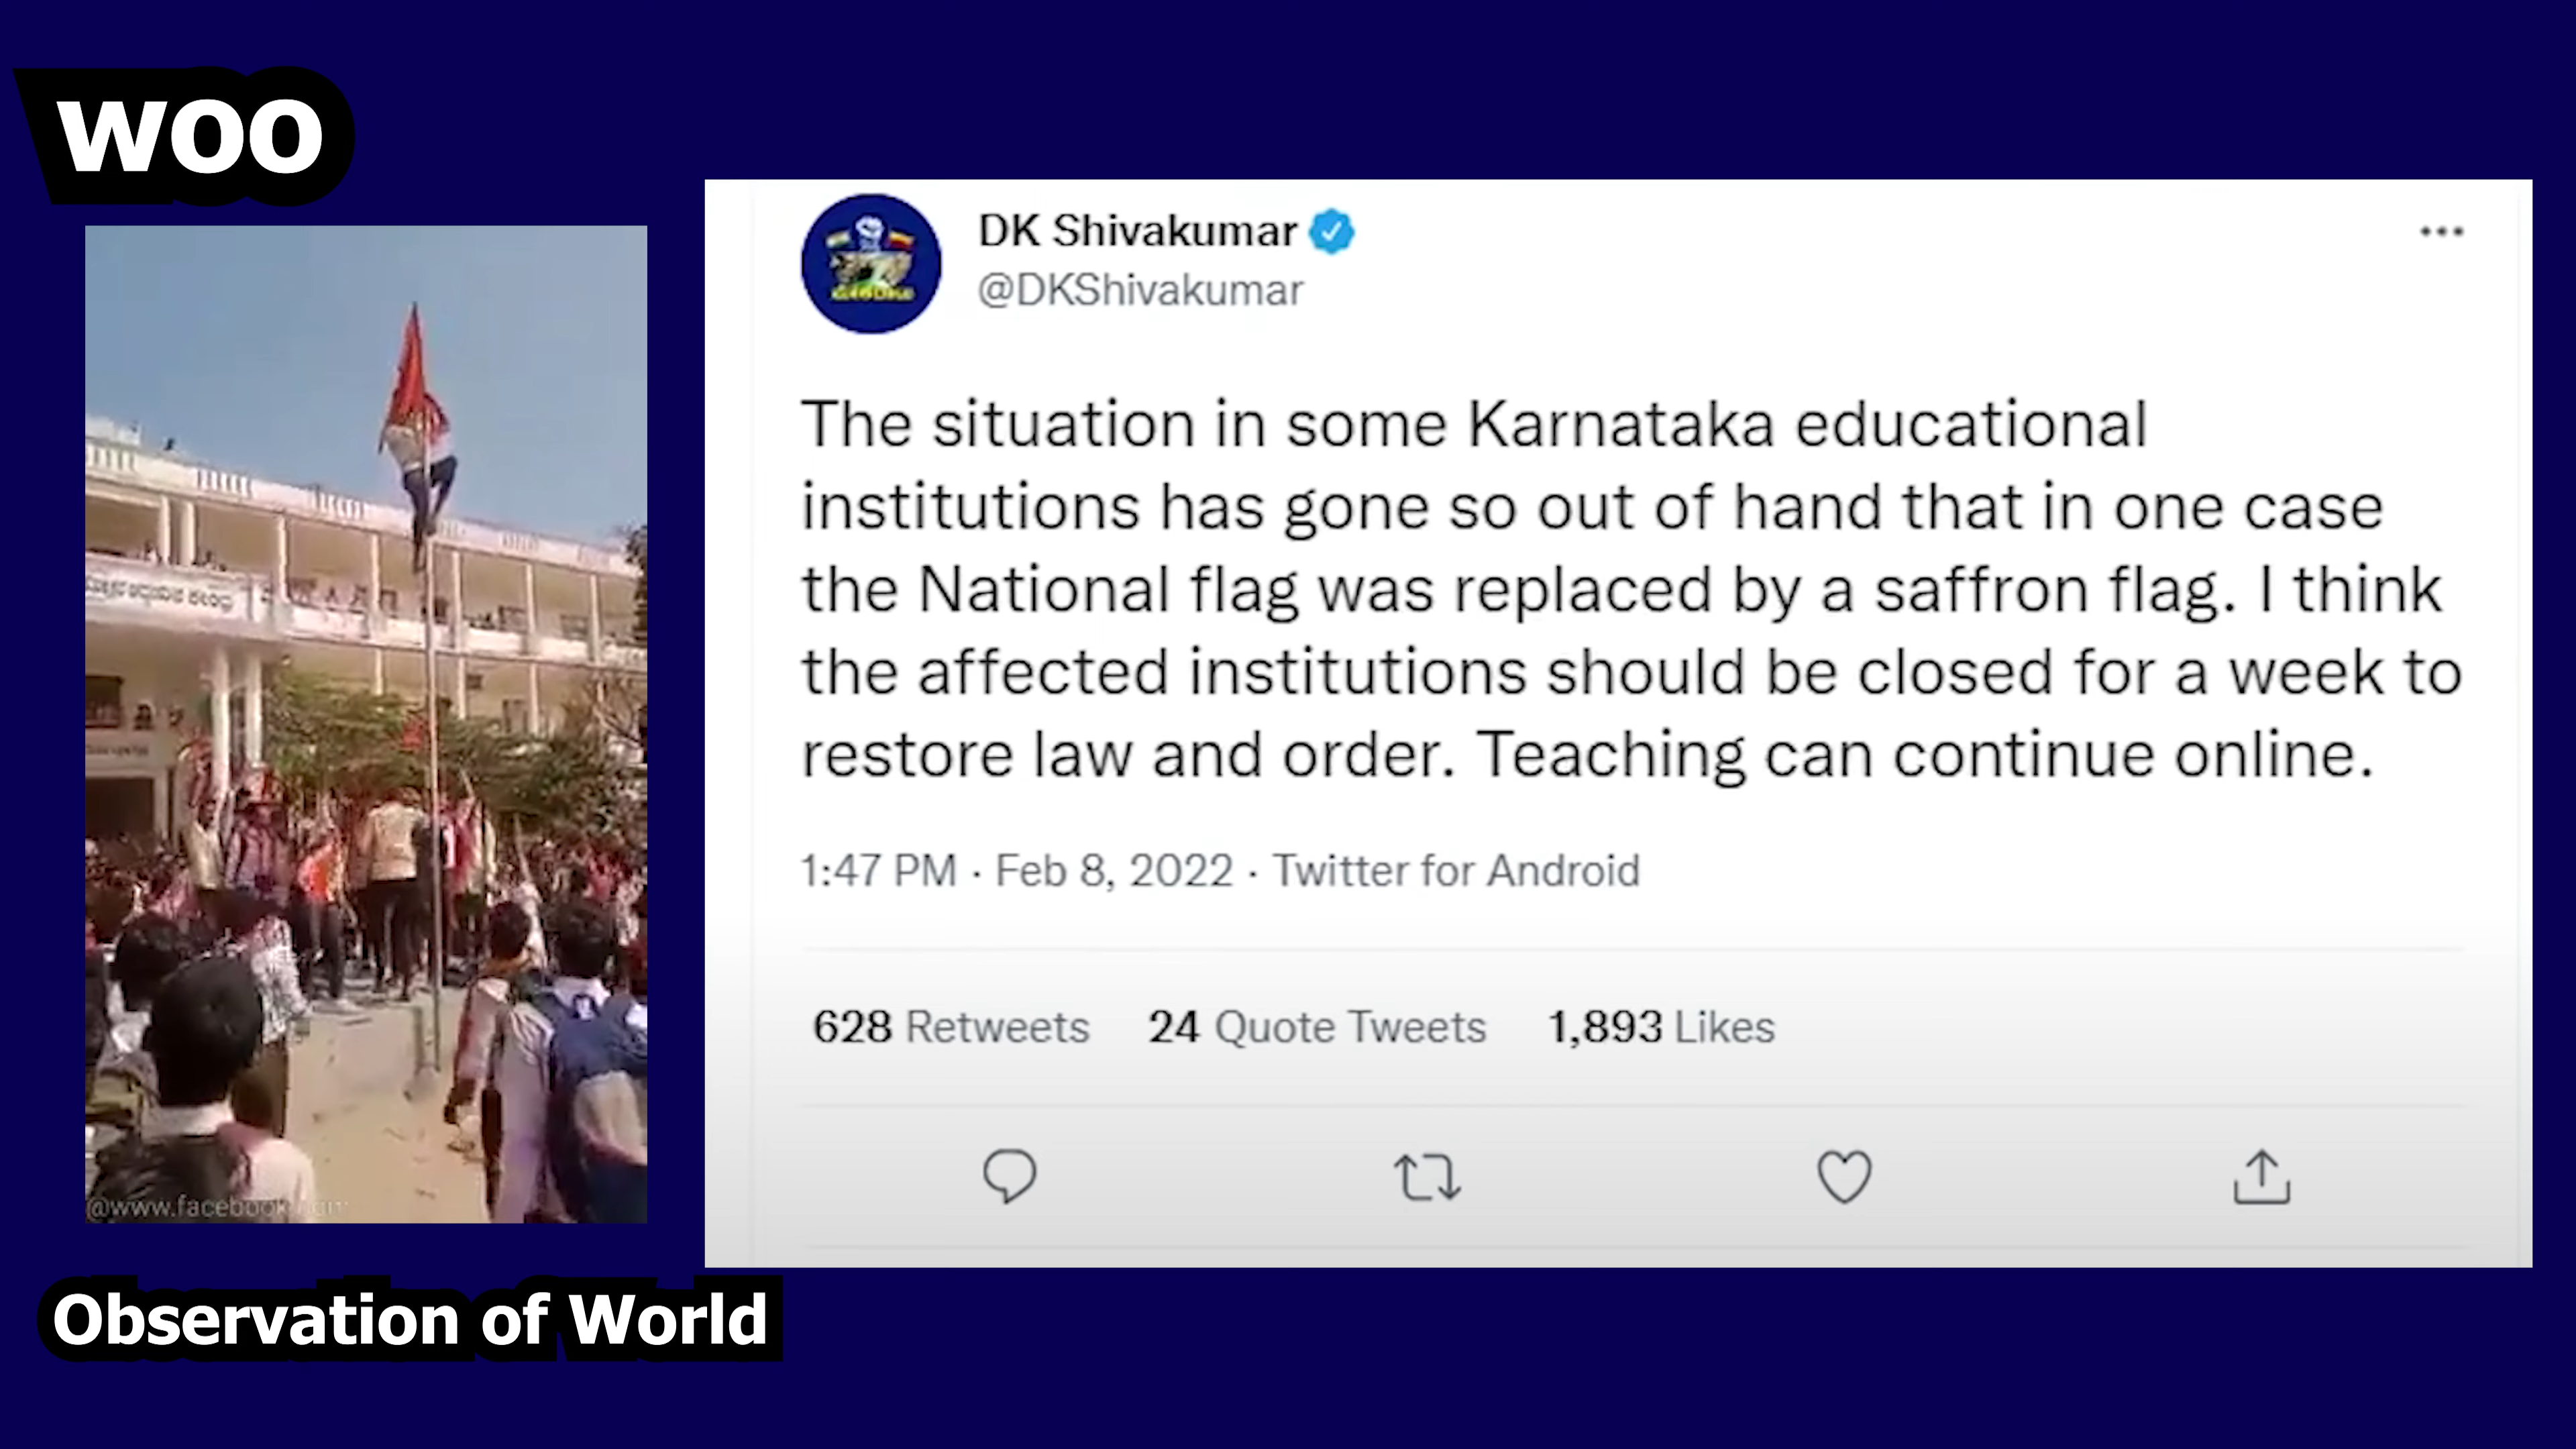 WOO
DK Shivakumar
@DKShivakumar
The situation in some Karnataka educational
institutions has gone so out of hand that in one case
the National flag was replaced by a saffron flag. I think
the affected institutions should be closed for a week to
restore law and order. Teaching can continue online.
1:47 PM · Feb 8, 2022 · Twitter for Android
628 Retweets 24 Quote Tweets 1,893 Likes
@www.facebook.com
Observation of World